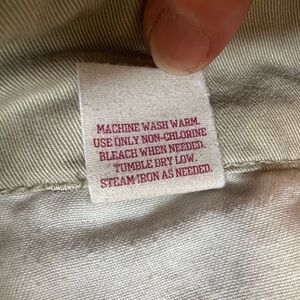 MACHINE WASH WARM.
USE ONLY NON-CHLORINE
BLEACH WHEN NEEDED.
TUMBLE DRY LOW.
STEAM IRON AS NEEDED.